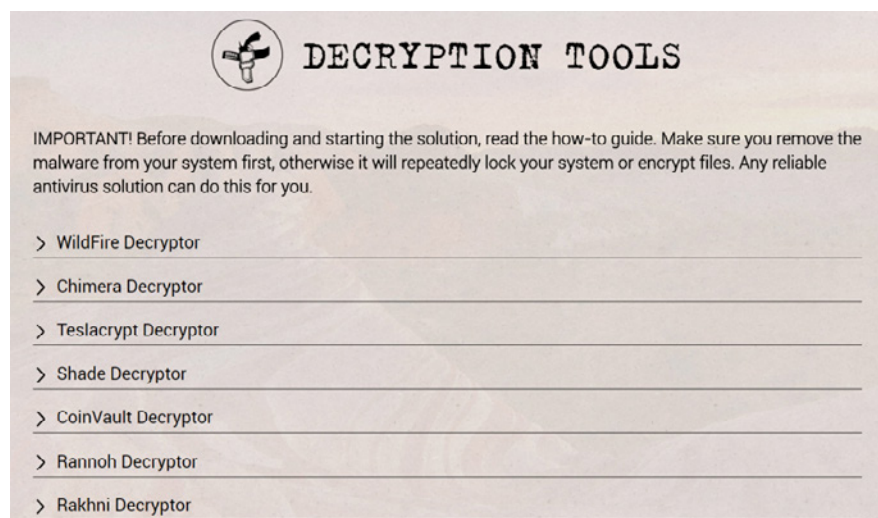 DECRYPTION TOOLS
IMPORTANT! Before downloading and starting the solution, read the how-to guide. Make sure you remove the
malware from your system first, otherwise it will repeatedly lock your system or encrypt files. Any reliable
antivirus solution can do this for you.
WildFire Decryptor
Chimera Decryptor
Teslacrypt Decryptor
Shade Decryptor
CoinVault Decryptor
Rannoh Decryptor
Rakhni Decryptor